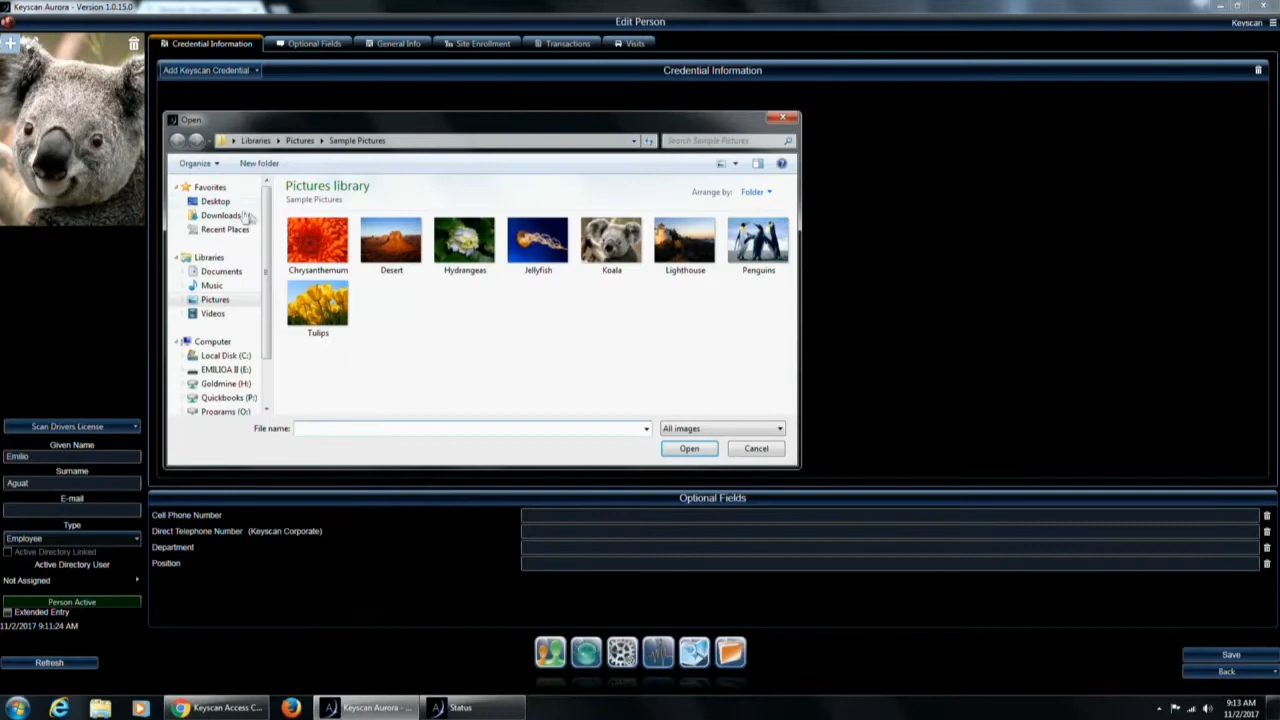 Keyscan Aurora - Version 1.0.15.0
Edit Person
Keyscan
Credential Information
Optional Fields
General Info
Site Enrollment
Transactions
Visits
Add Keyscan Credential
Credential Information
Open
Libraries
Pictures
Sample Pictures
Search Sample Pictures
Organize
New folder
Favorites
Desktop
Downloads
Recent Places
Libraries
Documents
Music
Pictures
Videos
Computer
Local Disk (C:)
EMILIOA II (E:)
Goldmine (H:)
Quickbooks (P:)
Programs (Q:)
Pictures library
Sample Pictures
Arrange by: Folder
Chrysanthemum
Desert
Hydrangeas
Jellyfish
Koala
Lighthouse
Penguins
Tulips
File name:
All images
Open
Cancel
Scan Drivers License
Given Name
Emilio
Surname
Aguat
E-mail
Type
Employee
Active Directory Linked
Active Directory User
Not Assigned
Person Active
Extended Entry
11/2/2017 9:11:24 AM
Refresh
Optional Fields
Cell Phone Number
Direct Telephone Number (Keyscan Corporate)
Department
Position
Save
Back
Keyscan Access C...
Keyscan Aurora - ...
Status
9:13 AM
11/2/2017